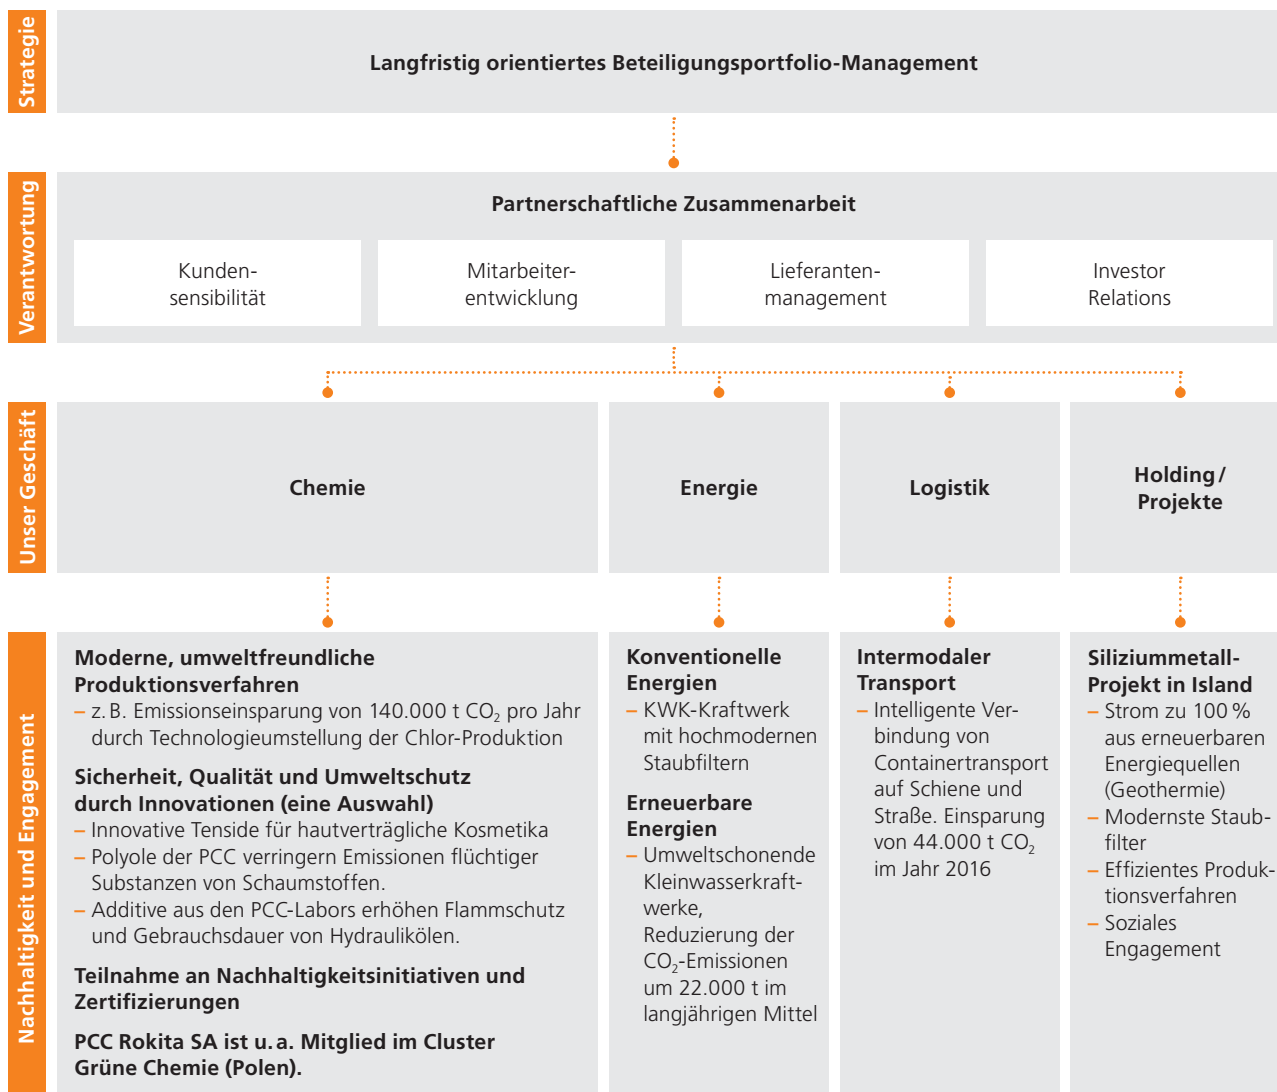 Strategie
Langfristig orientiertes Beteiligungsportfolio-Management
Verantwortung
Partnerschaftliche Zusammenarbeit
Kunden-
sensibilität
Mitarbeiter-
entwicklung
Lieferanten-
management
Investor
Relations
Unser Geschäft
Chemie
Energie
Logistik
Holding/
Projekte
Nachhaltigkeit und Engagement
Moderne, umweltfreundliche
Produktionsverfahren
– z. B. Emissionseinsparung von 140.000 t CO₂ pro Jahr
durch Technologieumstellung der Chlor-Produktion
Sicherheit, Qualität und Umweltschutz
durch Innovationen (eine Auswahl)
– Innovative Tenside für hautverträgliche Kosmetika
– Polyole der PCC verringern Emissionen flüchtiger
Substanzen von Schaumstoffen.
– Additive aus den PCC-Labors erhöhen Flammschutz
und Gebrauchsdauer von Hydraulikölen.
Teilnahme an Nachhaltigkeitsinitiativen und
Zertifizierungen
PCC Rokita SA ist u. a. Mitglied im Cluster
Grüne Chemie (Polen).
Konventionelle
Energien
– KWK-Kraftwerk
mit hochmodernen
Staubfiltern
Erneuerbare
Energien
– Umweltschonende
Kleinwasserkraft-
werke,
Reduzierung der
CO₂-Emissionen
um 22.000 t im
langjährigen Mittel
Intermodaler
Transport
– Intelligente Ver-
bindung von
Containertransport
auf Schiene und
Straße. Einsparung
von 44.000 t CO₂
im Jahr 2016
Siliziummetall-
Projekt in Island
– Strom zu 100 %
aus erneuerbaren
Energiequellen
(Geothermie)
– Modernste Staub-
filter
– Effizientes Produk-
tionsverfahren
– Soziales
Engagement